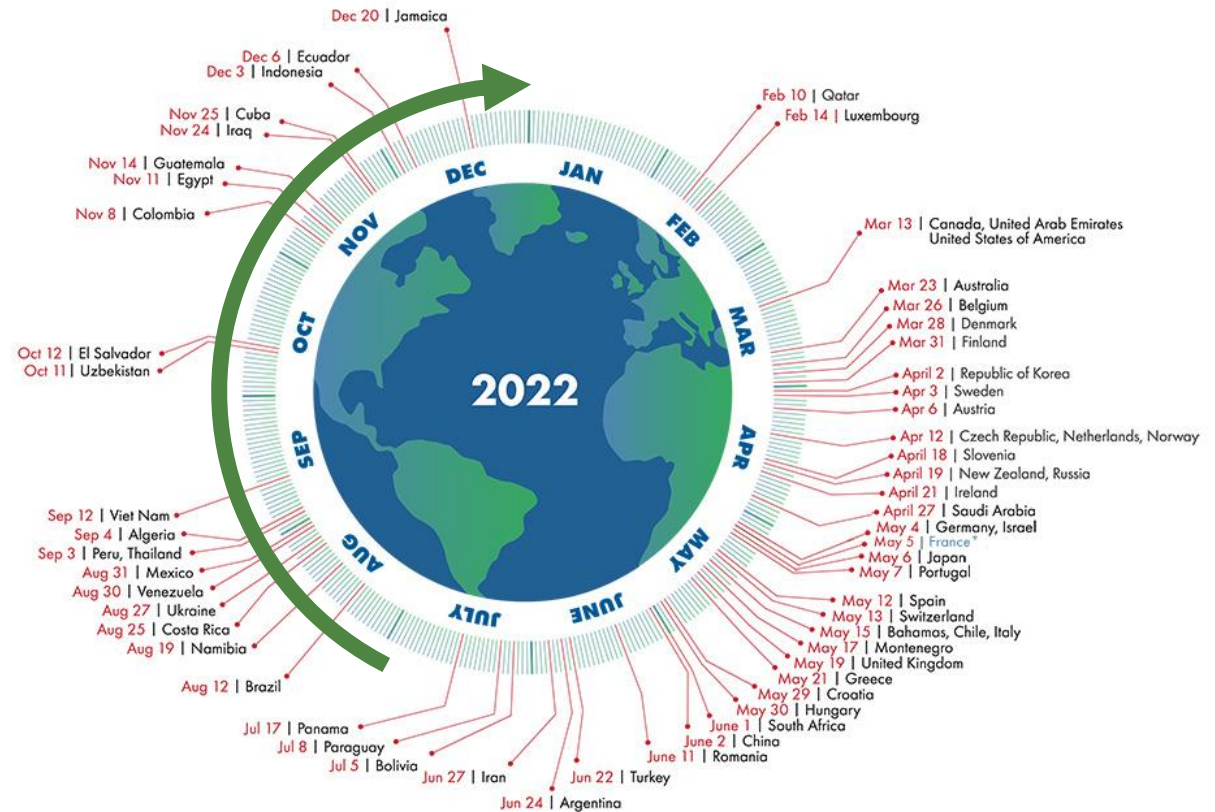 Dec 20 | Jamaica
Dec 6 | Ecuador
Dec 3 | Indonesia
Nov 25 | Cuba
Nov 24 | Iraq
Nov 14 | Guatemala
Nov 11 | Egypt
Nov 8 | Colombia
Oct 12 | El Salvador
Oct 11 | Uzbekistan
Sep 12 | Viet Nam
Sep 4 | Algeria
Sep 3 | Peru, Thailand
Aug 31 | Mexico
Aug 30 | Venezuela
Aug 27 | Ukraine
Aug 25 | Costa Rica
Aug 19 | Namibia
Aug 12 | Brazil
Jul 17 | Panama
Jul 8 | Paraguay
Jul 5 | Bolivia
Jun 27 | Iran
Jun 24 | Argentina
Jun 22 | Turkey
Feb 10 | Qatar
Feb 14 | Luxembourg
Mar 13 | Canada, United Arab Emirates
United States of America
Mar 23 | Australia
Mar 26 | Belgium
Mar 28 | Denmark
Mar 31 | Finland
April 2 | Republic of Korea
Apr 3 | Sweden
Apr 6 | Austria
Apr 12 | Czech Republic, Netherlands, Norway
April 18 | Slovenia
April 19 | New Zealand, Russia
April 21 | Ireland
April 27 | Saudi Arabia
May 4 | Germany, Israel
May 5 | France*
May 6 | Japan
May 7 | Portugal
May 12 | Spain
May 13 | Switzerland
May 15 | Bahamas, Chile, Italy
May 17 | Montenegro
May 19 | United Kingdom
May 21 | Greece
May 29 | Croatia
May 30 | Hungary
June 1 | South Africa
June 2 | China
June 11 | Romania
JAN
FEB
MAR
APR
MAY
JUNE
JULY
AUG
SEP
OCT
NOV
DEC
2022